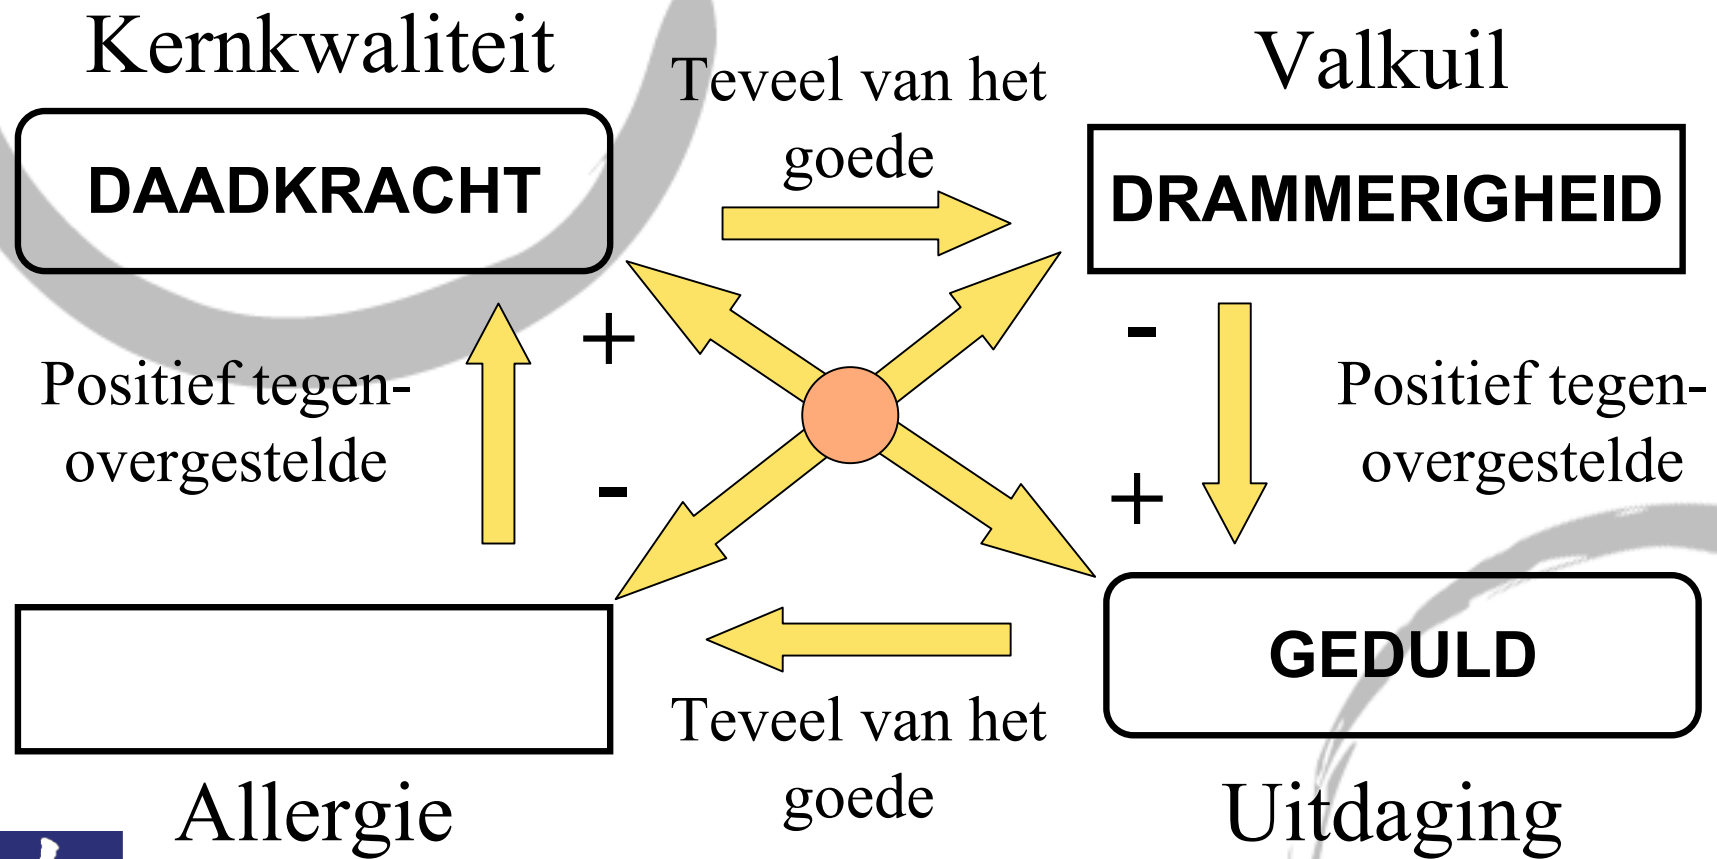 Kernkwaliteit
Teveel van het
goede
Valkuil
DAADKRACHT
DRAMMERIGHEID
+
-
Positief tegen-
overgestelde
Positief tegen-
overgestelde
-
+
GEDULD
Teveel van het
goede
Allergie
Uitdaging